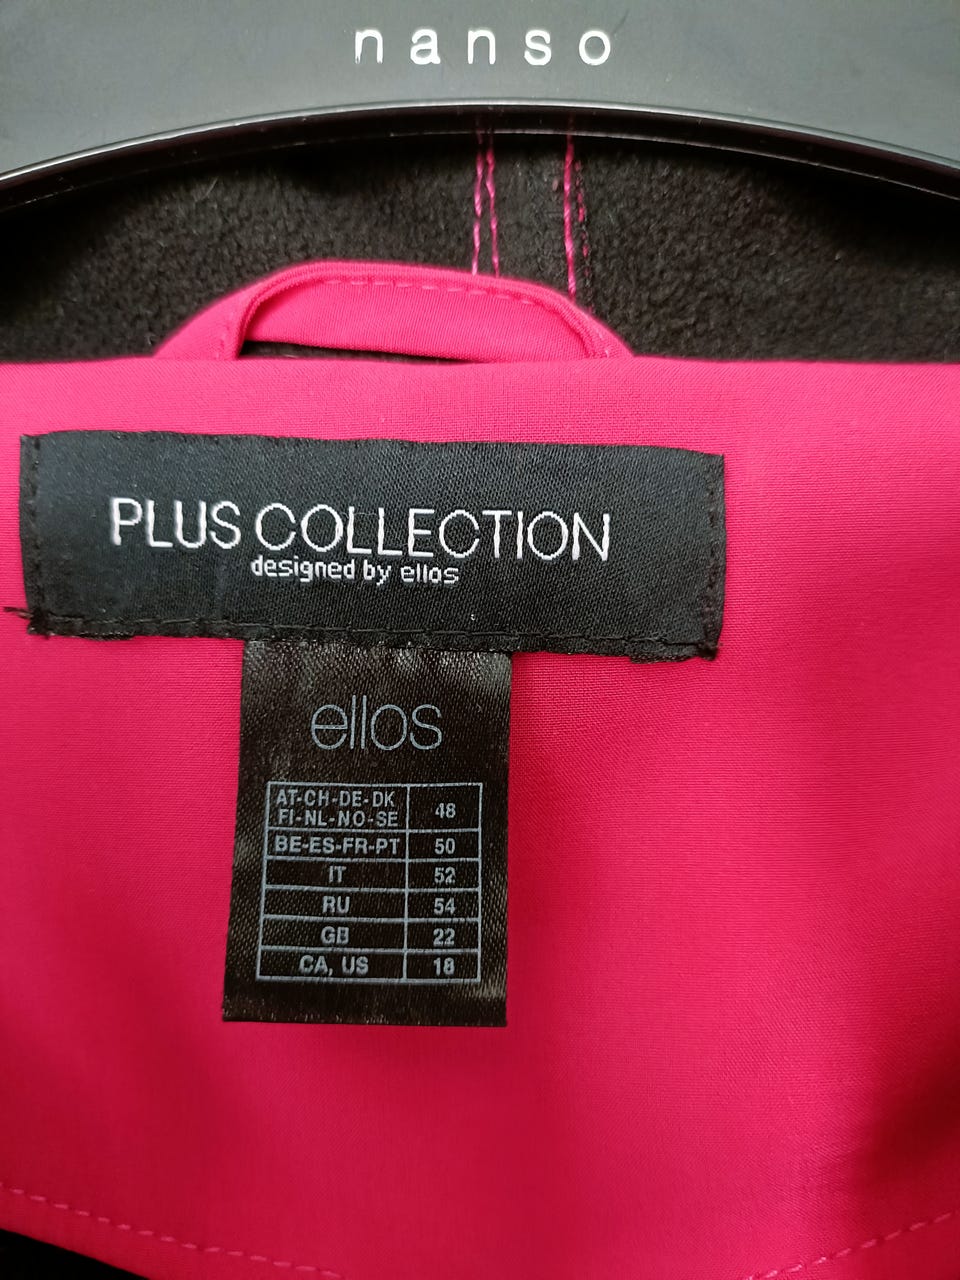 nanso
PLUS COLLECTION
designed by ellos
ellos
AT-CH-DE-DK
FI-NL-NO-SE 48
BE-ES-FR-PT 50
IT 52
RU 54
GB 22
CA, US 18